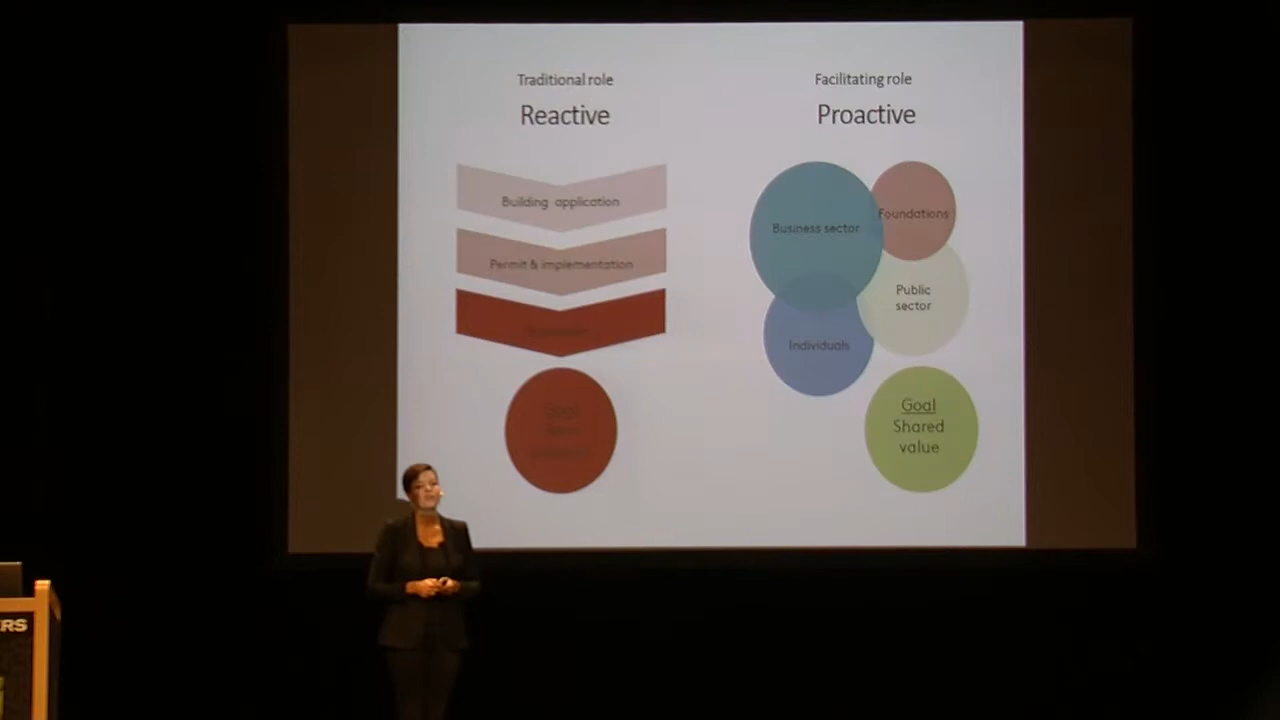 Traditional role
Reactive
Building application
Permit & implementation
Facilitating role
Proactive
Business sector
Foundations
Public
sector
Individuals
Goal
Shared
value
RS